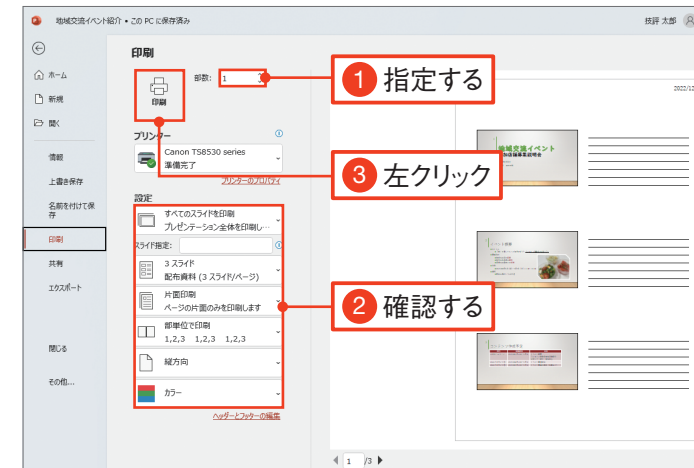 地域交流イベント紹介 • この PC に保存済み
技評 太郎
ホーム
新規
開く
情報
上書き保存
名前を付けて保
存
印刷
共有
エクスポート
閉じる
その他...
印刷
印刷
部数: 1
プリンター
Canon TS8530 series
準備完了
プリンターのプロパティ
設定
すべてのスライドを印刷
プレゼンテーション全体を印刷し…
スライド指定:
3 スライド
配布資料 (3 スライド/ページ)
片面印刷
ページの片面のみを印刷します
部単位で印刷
1,2,3 1,2,3 1,2,3
縦方向
カラー
ヘッダーとフッターの編集
1 指定する
3 左クリック
2 確認する
2022/12
地域交流イベント
1 /3